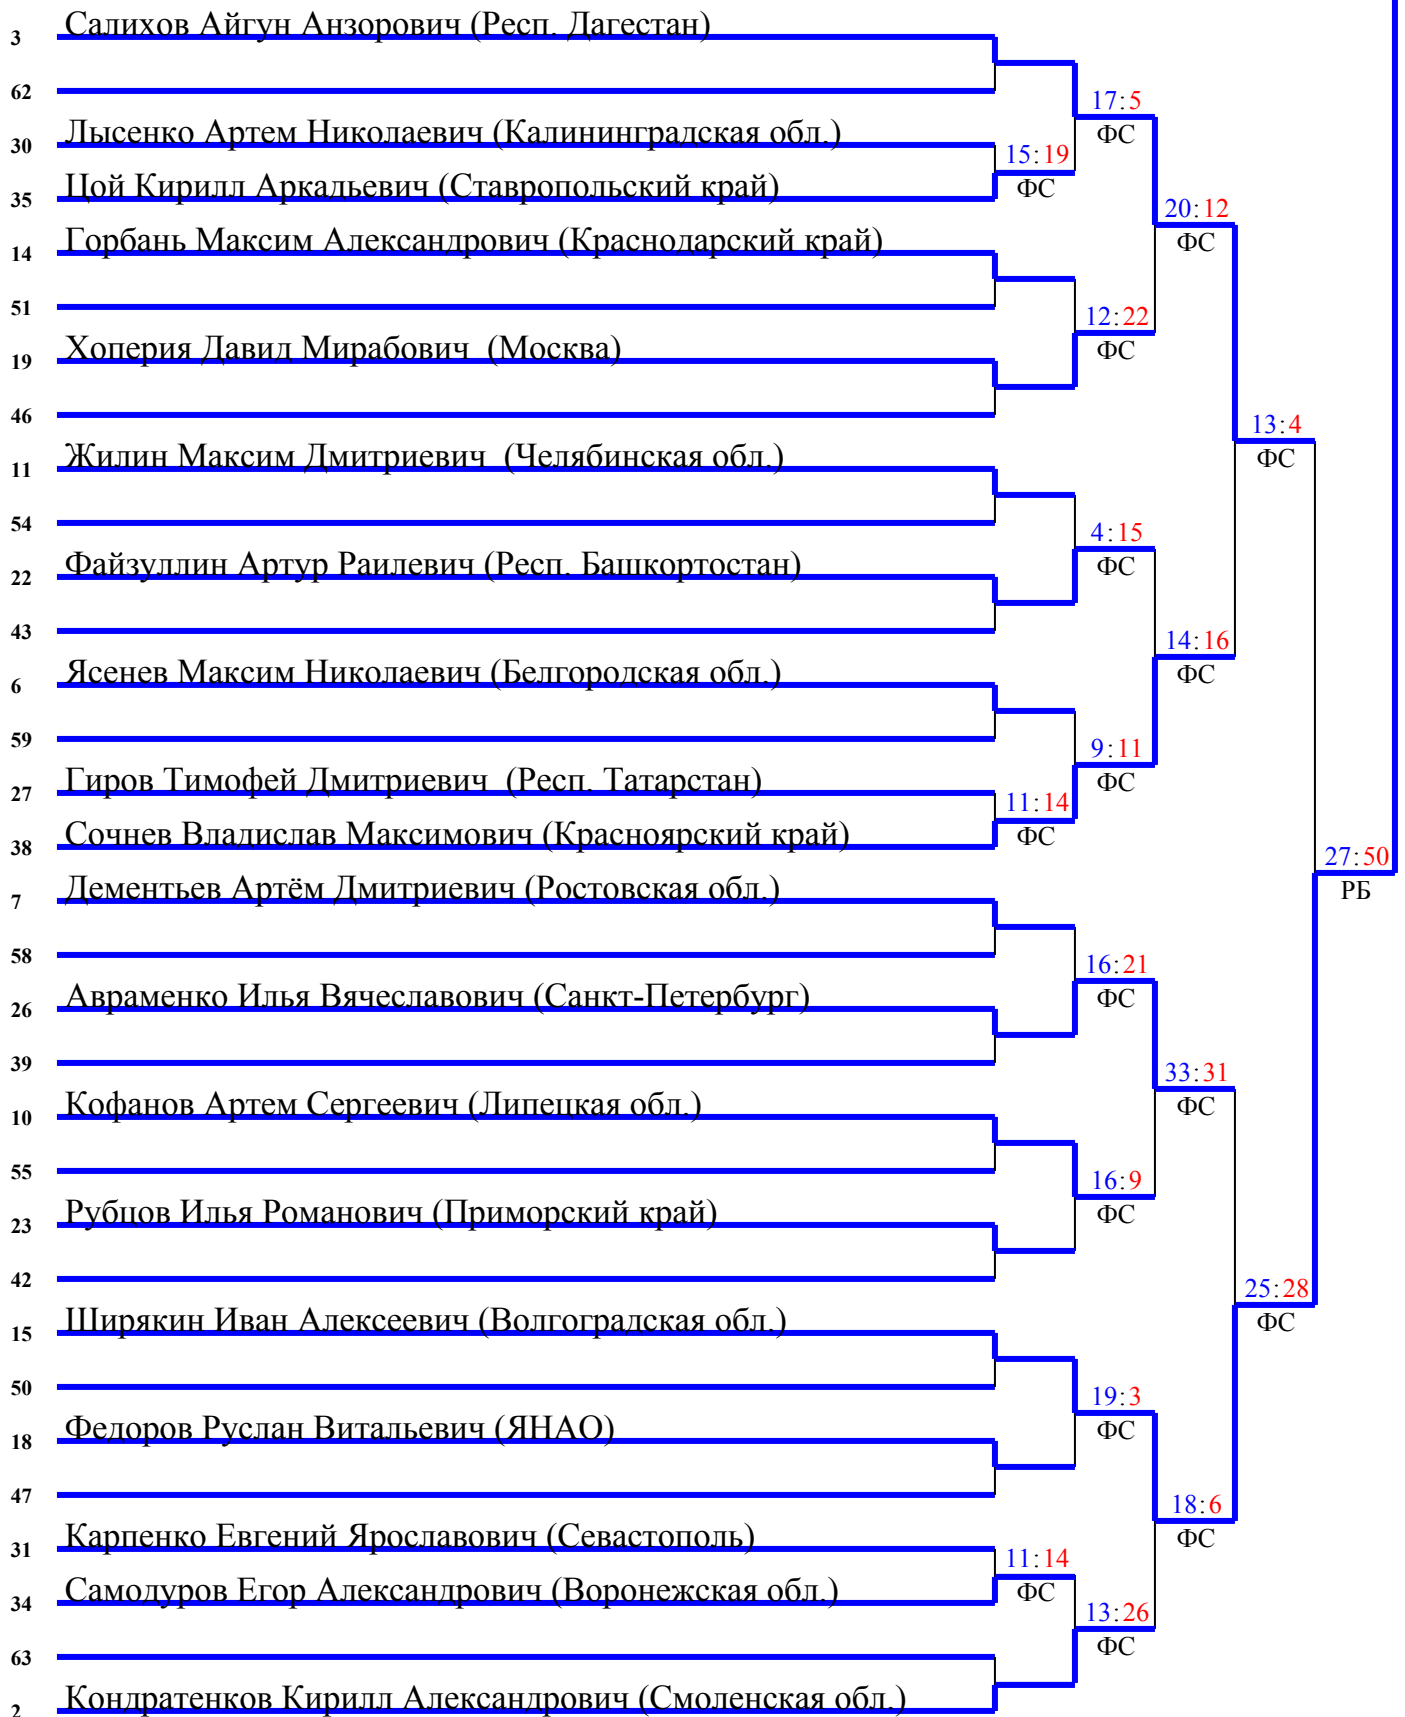 3 Салихов Айгун Анзорович (Респ. Дагестан)
62
17:5
ФС
30 Лысенко Артем Николаевич (Калининградская обл.)
15:19
ФС
35 Цой Кирилл Аркадьевич (Ставропольский край)
20:12
ФС
14 Горбань Максим Александрович (Краснодарский край)
51
12:22
ФС
19 Хоперия Давид Мирабович (Москва)
46
13:4
ФС
11 Жилин Максим Дмитриевич (Челябинская обл.)
54
4:15
ФС
22 Файзуллин Артур Раилевич (Респ. Башкортостан)
43
14:16
ФС
6 Ясенев Максим Николаевич (Белгородская обл.)
59
9:11
ФС
27 Гиров Тимофей Дмитриевич (Респ. Татарстан)
11:14
ФС
38 Сочнев Владислав Максимович (Красноярский край)
27:50
РБ
7 Дементьев Артём Дмитриевич (Ростовская обл.)
58
16:21
ФС
26 Авраменко Илья Вячеславович (Санкт-Петербург)
39
33:31
ФС
10 Кофанов Артем Сергеевич (Липецкая обл.)
55
16:9
ФС
23 Рубцов Илья Романович (Приморский край)
42
25:28
ФС
15 Ширякин Иван Алексеевич (Волгоградская обл.)
50
19:3
ФС
18 Федоров Руслан Витальевич (ЯНАО)
47
18:6
ФС
31 Карпенко Евгений Ярославович (Севастополь)
11:14
ФС
34 Самодуров Егор Александрович (Воронежская обл.)
13:26
ФС
63
2 Кондратенков Кирилл Александрович (Смоленская обл.)